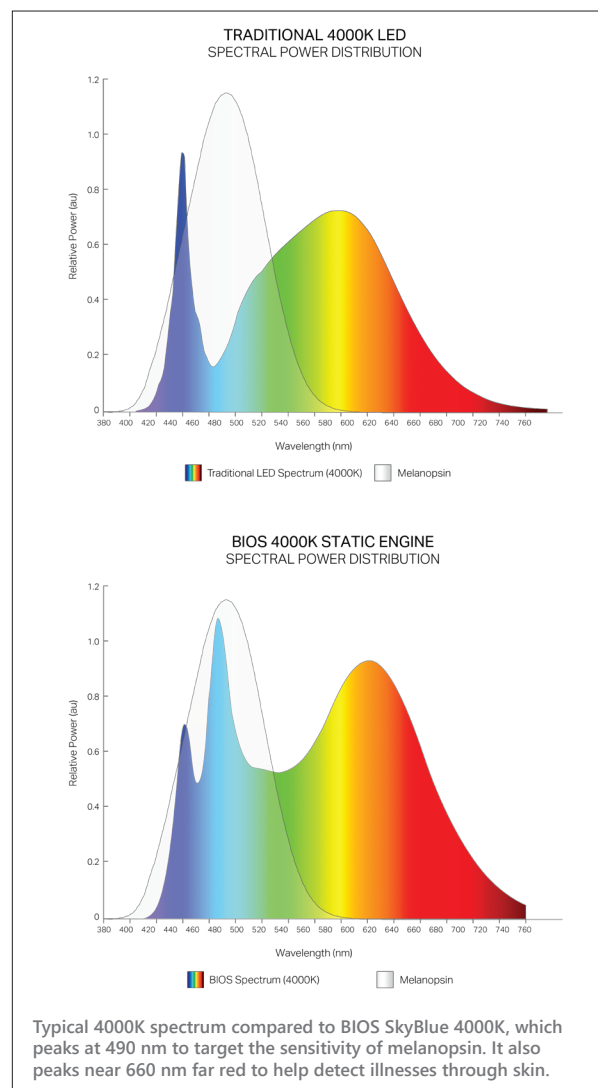 TRADITIONAL 4000K LED
SPECTRAL POWER DISTRIBUTION
1.2
1.0
0.8
0.6
0.4
0.2
0
Relative Power (au)
380 400 420 440 460 480 500 520 540 560 580 600 620 640 660 680 700 720 740 760
Wavelength (nm)
Traditional LED Spectrum (4000K) Melanopsin
BIOS 4000K STATIC ENGINE
SPECTRAL POWER DISTRIBUTION
1.2
1.0
0.8
0.6
0.4
0.2
0
Relative Power (au)
380 400 420 440 460 480 500 520 540 560 580 600 620 640 660 680 700 720 740 760
Wavelength (nm)
BIOS Spectrum (4000K) Melanopsin
Typical 4000K spectrum compared to BIOS SkyBlue 4000K, which
peaks at 490 nm to target the sensitivity of melanopsin. It also
peaks near 660 nm far red to help detect illnesses through skin.